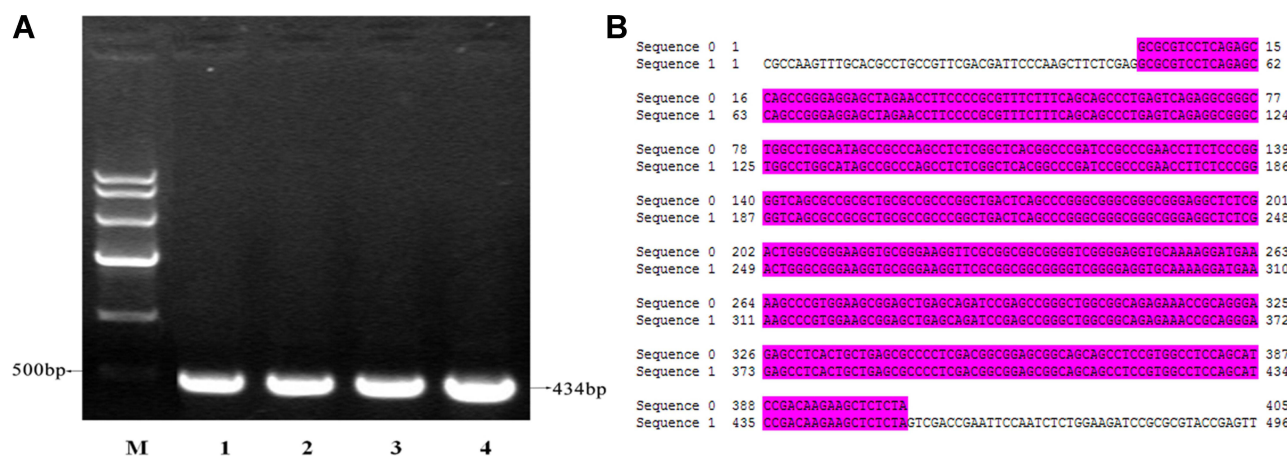 A
500bp
434bp
M 1 2 3 4
B
Sequence 0 1 GCGCGTCCTCAGAGC 15
Sequence 1 1 CGCCAAGTTTGCACGCCTGCCGTTCGACGATTCCCAAGCTTCTCGAGGCGCGTCCTCAGAGC 62
Sequence 0 16 CAGCCGGGAGGAGCTAGAACCTTCCCCGCGTTTCTTTCAGCAGCCCTGAGTCAGAGGCGGGC 77
Sequence 1 63 CAGCCGGGAGGAGCTAGAACCTTCCCCGCGTTTCTTTCAGCAGCCCTGAGTCAGAGGCGGGC 124
Sequence 0 78 TGGCCTGGCATAGCCGCCCAGCCTCTCGGCTCACGGCCCGATCCGCCCGAACCTTCTCCCGG 139
Sequence 1 125 TGGCCTGGCATAGCCGCCCAGCCTCTCGGCTCACGGCCCGATCCGCCCGAACCTTCTCCCGG 186
Sequence 0 140 GGTCAGCGCCGCGCTGCGCCGCCCGGCTGACTCAGCCCGGGCGGGCGGGCGGGAGGCTCTCG 201
Sequence 1 187 GGTCAGCGCCGCGCTGCGCCGCCCGGCTGACTCAGCCCGGGCGGGCGGGCGGGAGGCTCTCG 248
Sequence 0 202 ACTGGGCGGGAAGGTGCGGGAAGGTTCGCGGCGGCGGGGTCGGGGAGGTGCAAAAGGATGAA 263
Sequence 1 249 ACTGGGCGGGAAGGTGCGGGAAGGTTCGCGGCGGCGGGGTCGGGGAGGTGCAAAAGGATGAA 310
Sequence 0 264 AAGCCCGTGGAAGCGGAGCTGAGCAGATCCGAGCCGGGCTGGCGGCAGAGAAACCGCAGGGA 325
Sequence 1 311 AAGCCCGTGGAAGCGGAGCTGAGCAGATCCGAGCCGGGCTGGCGGCAGAGAAACCGCAGGGA 372
Sequence 0 326 GAGCCTCACTGCTGAGCGCCCCTCGACGGCGGAGCGGCAGCAGCCTCCGTGGCCTCCAGCAT 387
Sequence 1 373 GAGCCTCACTGCTGAGCGCCCCTCGACGGCGGAGCGGCAGCAGCCTCCGTGGCCTCCAGCAT 434
Sequence 0 388 CCGACAAGAAGCTCTCTA 405
Sequence 1 435 CCGACAAGAAGCTCTCTAGTCGACCGAATTCCAATCTCTGGAAGATCCGCGCGTACCGAGTT 496